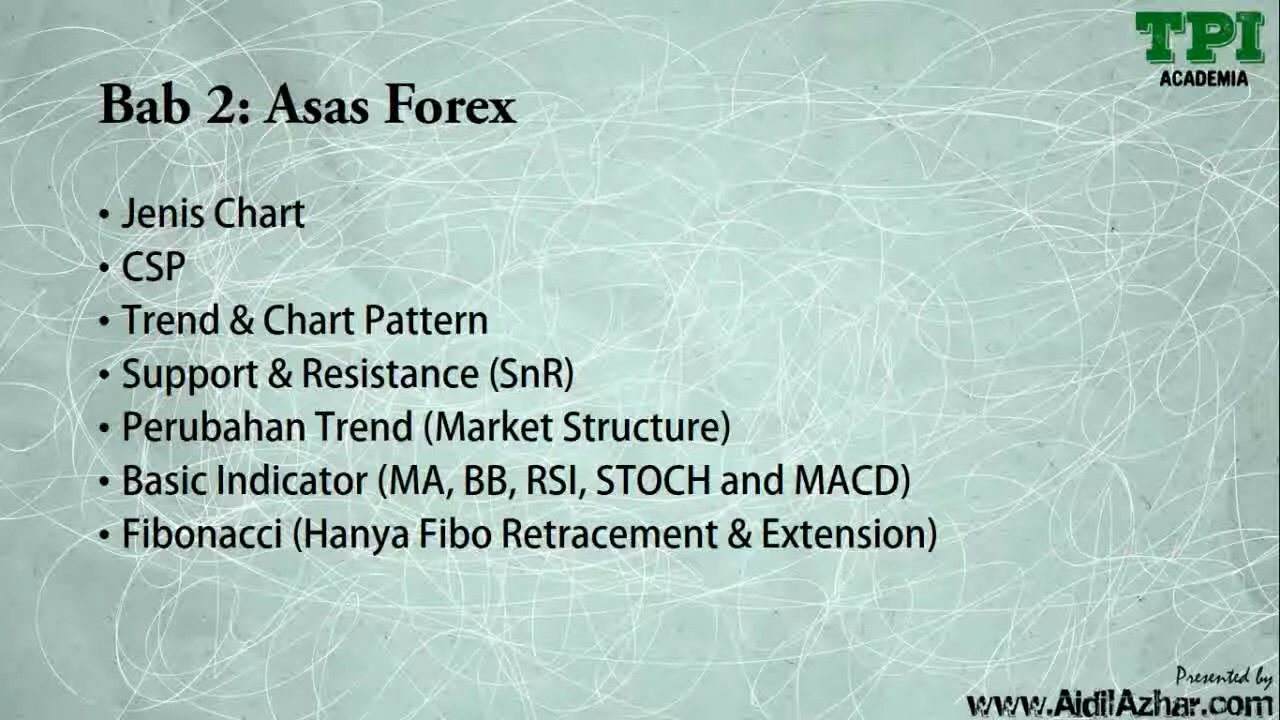 TPI
ACADEMIA
Bab 2: Asas Forex
• Jenis Chart
• CSP
• Trend & Chart Pattern
• Support & Resistance (SnR)
• Perubahan Trend (Market Structure)
• Basic Indicator (MA, BB, RSI, STOCH and MACD)
• Fibonacci (Hanya Fibo Retracement & Extension)
Presented by
www.AidilAzhar.com